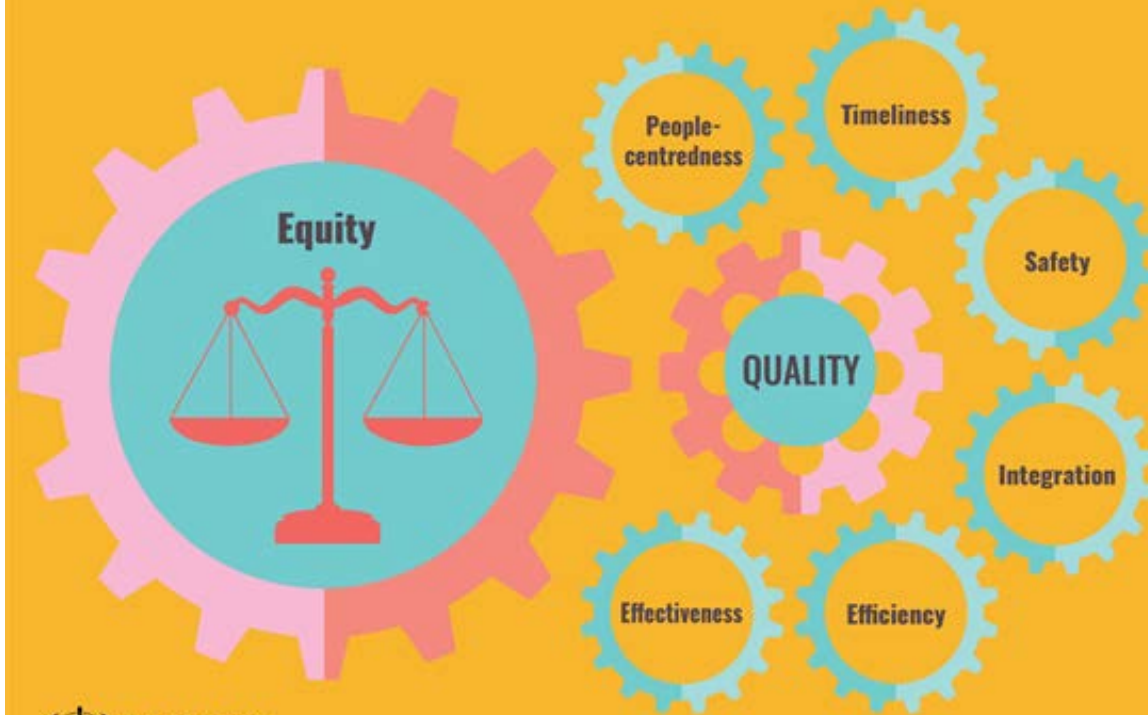 Equity
People-
centredness
Timeliness
Safety
QUALITY
Integration
Effectiveness
Efficiency